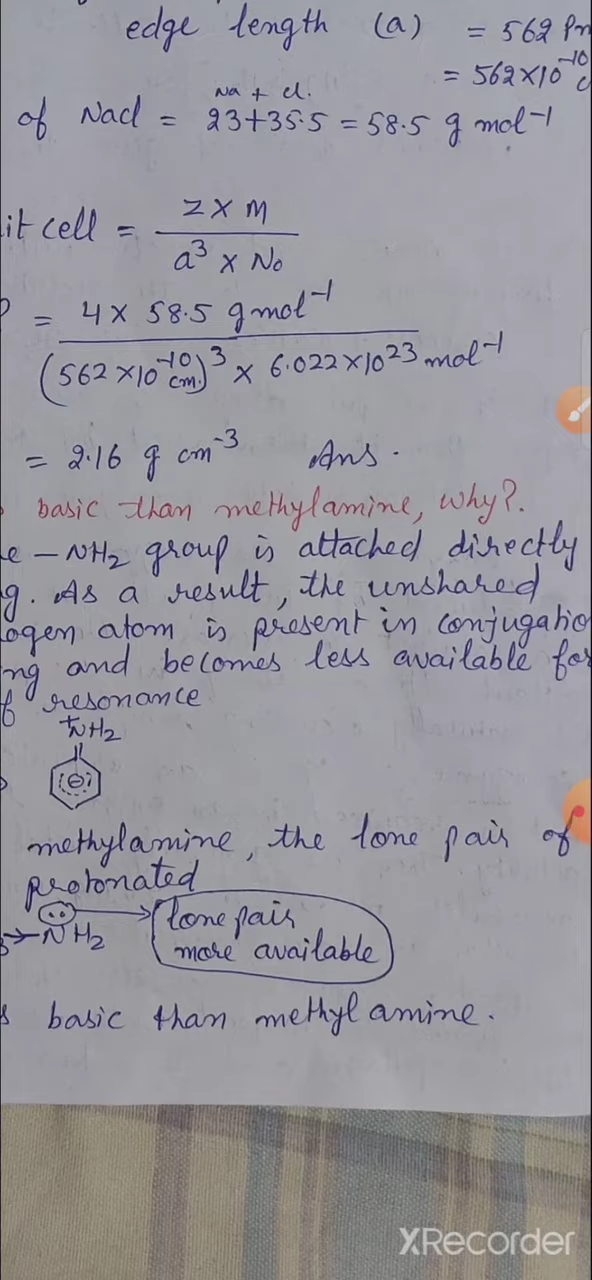 edge length (a) = 562 Pm
= 562×10⁻¹⁰ c
Na + Cl.
of Nacl = 23+35.5 = 58.5 g mol⁻¹
it cell = Z × M / a³ × N₀
= 4 × 58.5 g mol⁻¹ / (562 × 10⁻¹⁰ cm.)³ × 6.022×10²³ mol⁻¹
= 2.16 g cm⁻³ Ans.
basic than methylamine, why?.
e –NH₂ group is attached directly
g. As a result, the unshared
ogen atom is present in conjugatio
ng and becomes less available for
f resonance
+NH₂
⊖
methylamine, the lone pair of
protonated
3→N̈H₂ lone pair
more available
s basic than methylamine.
XRecorder